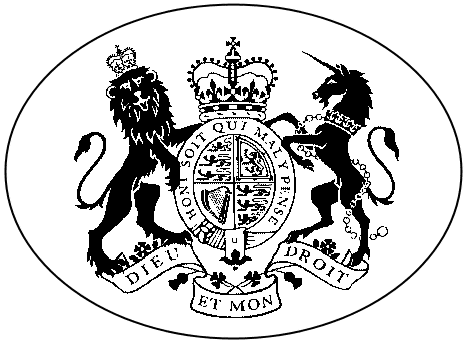 HONI SOIT QUI MAL Y PENSE
DIEU ET MON DROIT